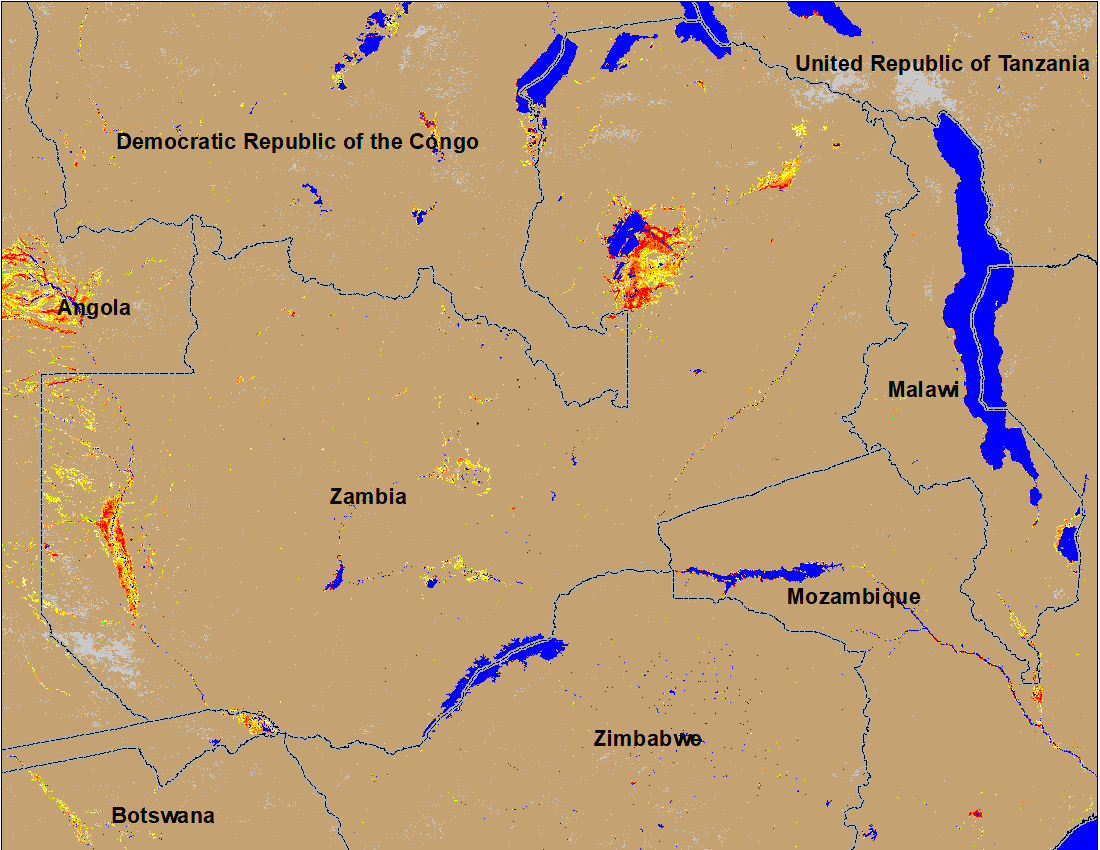 United Republic of Tanzania
Democratic Republic of the Congo
Angola
Malawi
Zambia
Mozambique
Zimbabwe
Botswana